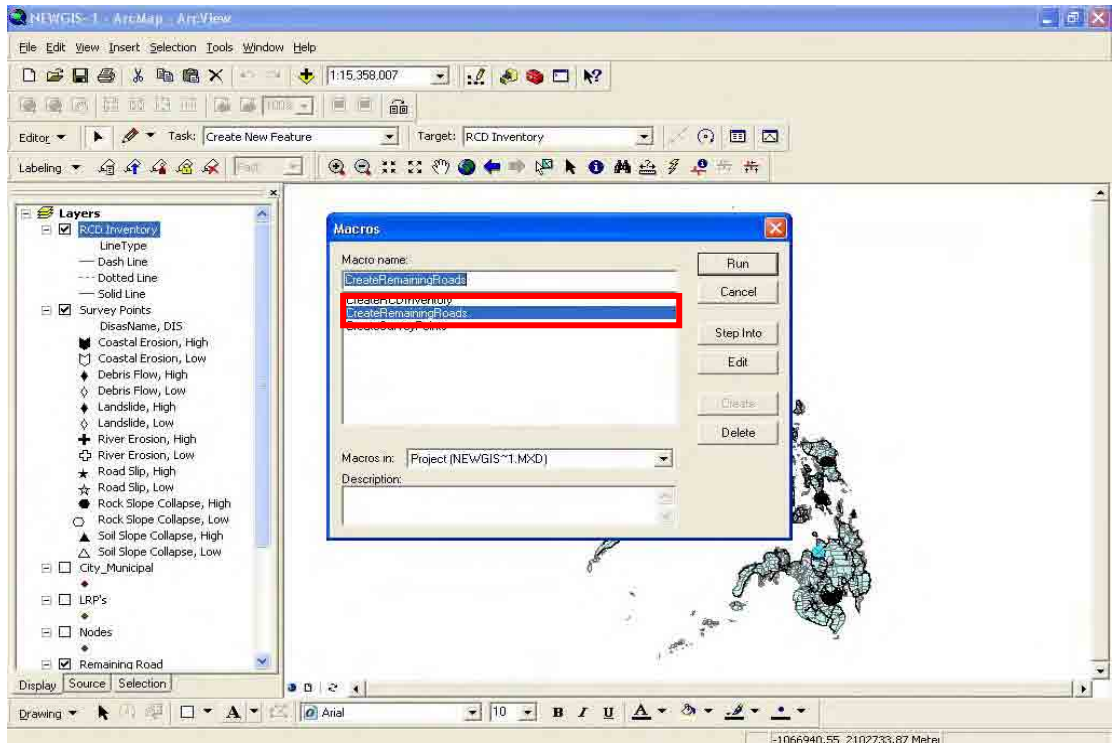 NEWGIS~1 - ArcMap - ArcView
File Edit View Insert Selection Tools Window Help
1:15,358,007
100%
Editor Task: Create New Feature Target: RCD Inventory
Labeling Fast
Layers
RCD Inventory
LineType
Dash Line
Dotted Line
Solid Line
Survey Points
DisasName, DIS
Coastal Erosion, High
Coastal Erosion, Low
Debris Flow, High
Debris Flow, Low
Landslide, High
Landslide, Low
River Erosion, High
River Erosion, Low
Road Slip, High
Road Slip, Low
Rock Slope Collapse, High
Rock Slope Collapse, Low
Soil Slope Collapse, High
Soil Slope Collapse, Low
City_Municipal
LRP's
Nodes
Remaining Road
Display Source Selection
Macros
Macro name:
CreateRemainingRoads
CreateRCDInventory
CreateRemainingRoads
CreateSurveyPoints
Run
Cancel
Step Into
Edit
Create
Delete
Macros in: Project (NEWGIS~1.MXD)
Description:
Drawing A Arial 10 B I U A
-1066940.55 2102733.87 Meter